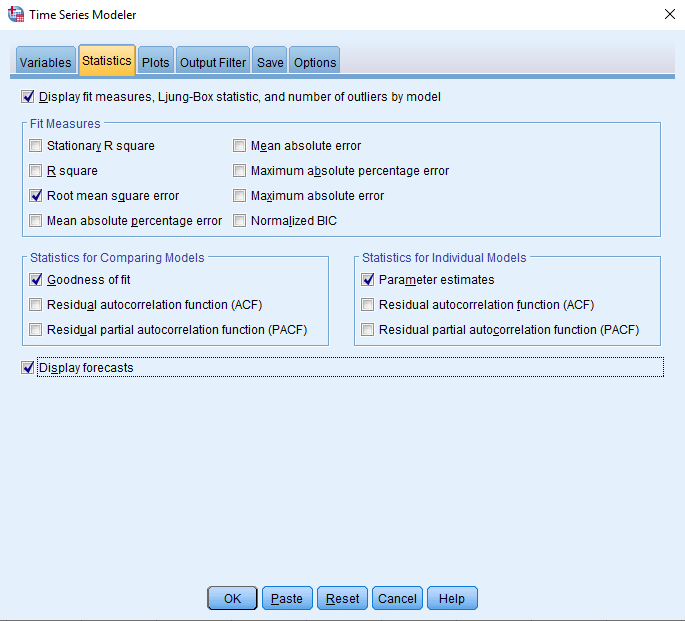 Time Series Modeler
Variables Statistics Plots Output Filter Save Options
Display fit measures, Ljung-Box statistic, and number of outliers by model
Fit Measures
Stationary R square
Mean absolute error
R square
Maximum absolute percentage error
Root mean square error
Maximum absolute error
Mean absolute percentage error
Normalized BIC
Statistics for Comparing Models
Goodness of fit
Residual autocorrelation function (ACF)
Residual partial autocorrelation function (PACF)
Statistics for Individual Models
Parameter estimates
Residual autocorrelation function (ACF)
Residual partial autocorrelation function (PACF)
Display forecasts
OK Paste Reset Cancel Help